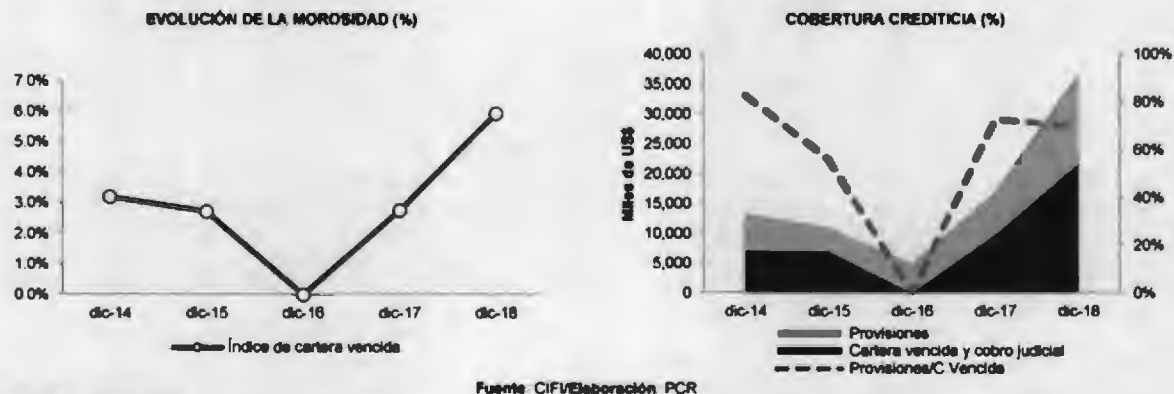 EVOLUCIÓN DE LA MOROSIDAD (%)
7.0%
6.0%
5.0%
4.0%
3.0%
2.0%
1.0%
0.0%
dic-14 dic-15 dic-16 dic-17 dic-18
Índice de cartera vencida
COBERTURA CREDITICIA (%)
Miles de US$
40,000
35,000
30,000
25,000
20,000
15,000
10,000
5,000
0
100%
80%
60%
40%
20%
0%
dic-14 dic-15 dic-16 dic-17 dic-18
Provisiones
Cartera vencida y cobro judicial
Provisiones/C Vencida
Fuente CIFI/Elaboración PCR